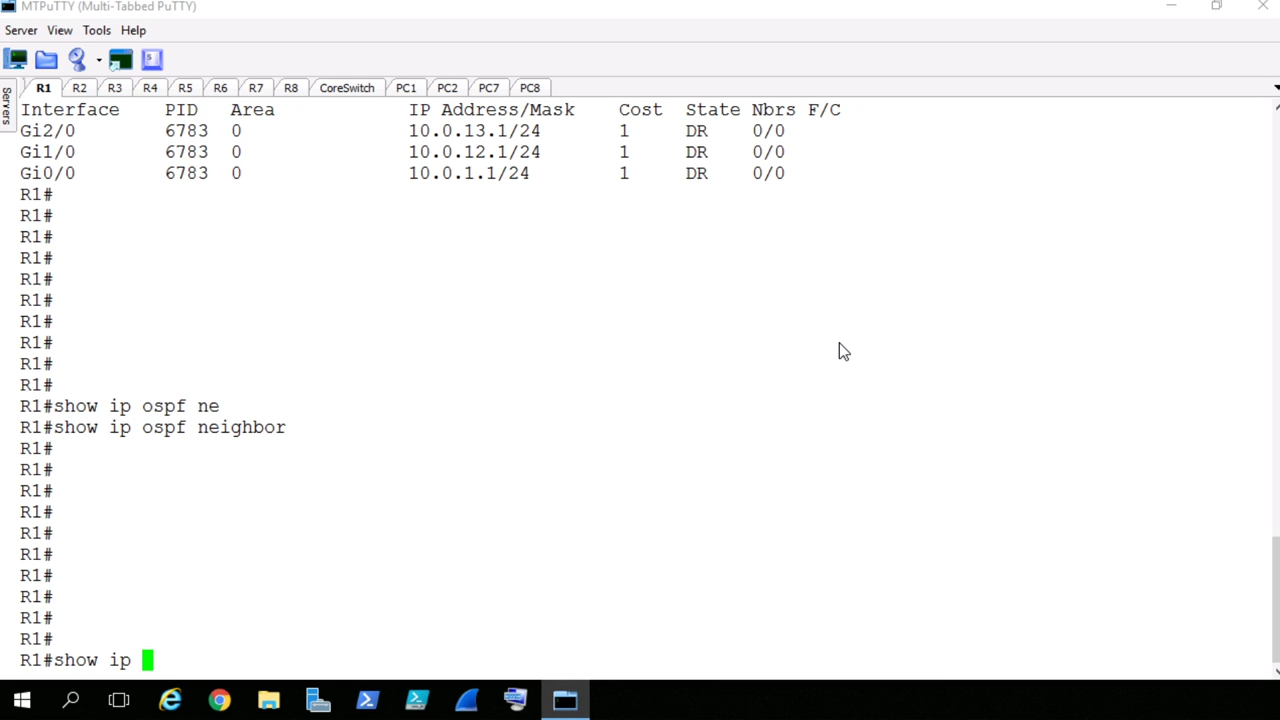 MTPuTTY (Multi-Tabbed PuTTY)
Server View Tools Help
Servers
R1 R2 R3 R4 R5 R6 R7 R8 CoreSwitch PC1 PC2 PC7 PC8
Interface PID Area IP Address/Mask Cost State Nbrs F/C
Gi2/0 6783 0 10.0.13.1/24 1 DR 0/0
Gi1/0 6783 0 10.0.12.1/24 1 DR 0/0
Gi0/0 6783 0 10.0.1.1/24 1 DR 0/0
R1#
R1#
R1#
R1#
R1#
R1#
R1#
R1#
R1#
R1#
R1#show ip ospf ne
R1#show ip ospf neighbor
R1#
R1#
R1#
R1#
R1#
R1#
R1#
R1#
R1#
R1#
R1#show ip